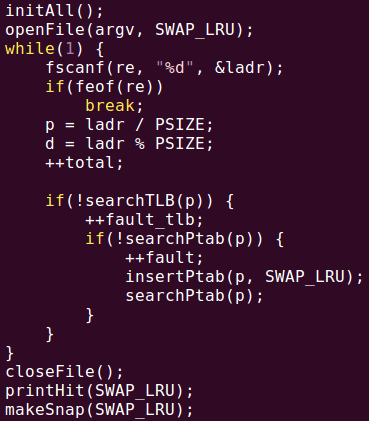 initAll();
openFile(argv, SWAP_LRU);
while(1) {
    fscanf(re, "%d", &ladr);
    if(feof(re))
        break;
    p = ladr / PSIZE;
    d = ladr % PSIZE;
    ++total;

    if(!searchTLB(p)) {
        ++fault_tlb;
        if(!searchPtab(p)) {
            ++fault;
            insertPtab(p, SWAP_LRU);
            searchPtab(p);
        }
    }
}
closeFile();
printHit(SWAP_LRU);
makeSnap(SWAP_LRU);